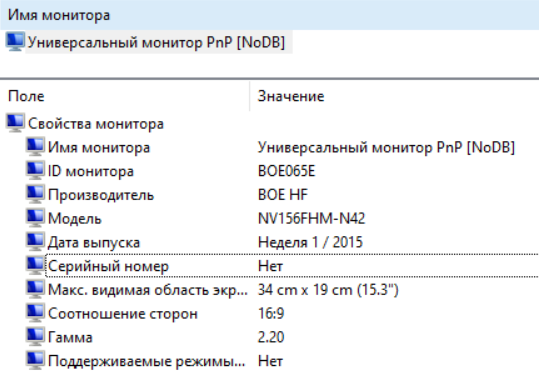 Имя монитора
Универсальный монитор PnP [NoDB]
Поле Значение
Свойства монитора
Имя монитора Универсальный монитор PnP [NoDB]
ID монитора BOE065E
Производитель BOE HF
Модель NV156FHM-N42
Дата выпуска Неделя 1 / 2015
Серийный номер Нет
Макс. видимая область экр... 34 cm x 19 cm (15.3")
Соотношение сторон 16:9
Гамма 2.20
Поддерживаемые режимы... Нет